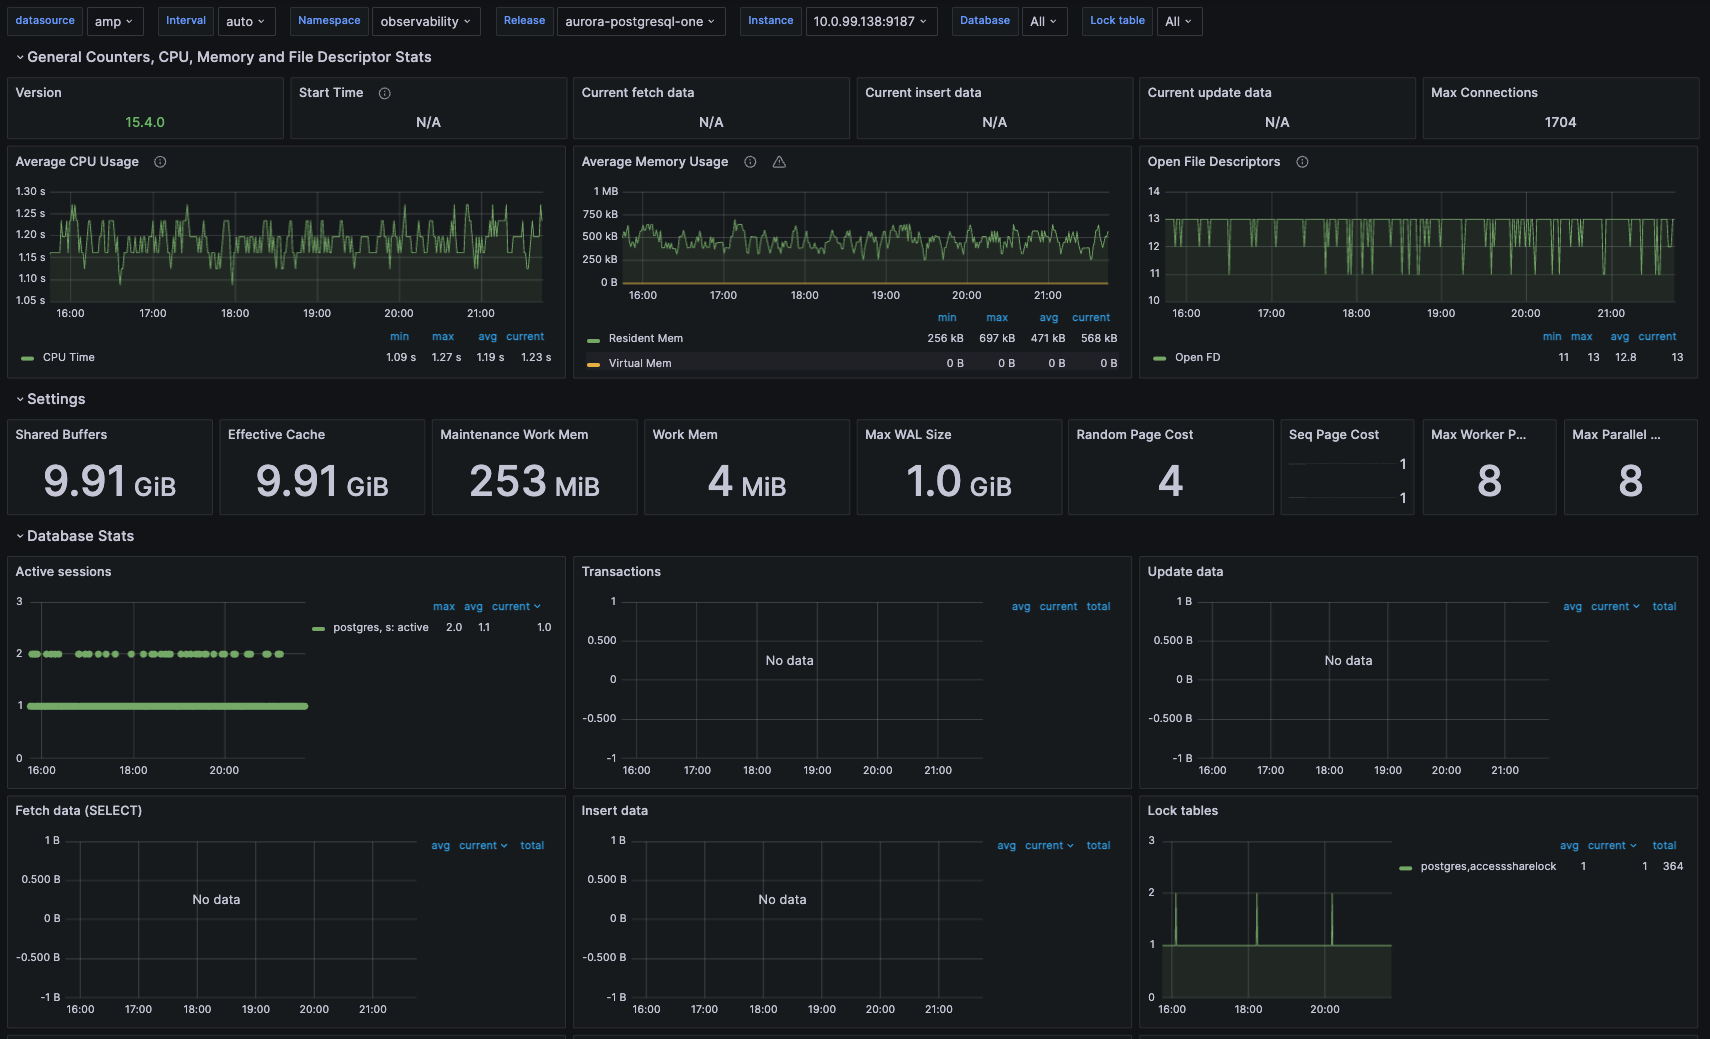 datasource amp Interval auto Namespace observability Release aurora-postgresql-one Instance 10.0.99.138:9187 Database All Lock table All
General Counters, CPU, Memory and File Descriptor Stats
Version
15.4.0
Start Time
N/A
Current fetch data
N/A
Current insert data
N/A
Current update data
N/A
Max Connections
1704
Average CPU Usage
1.30 s
1.25 s
1.20 s
1.15 s
1.10 s
1.05 s
16:00 17:00 18:00 19:00 20:00 21:00
min max avg current
CPU Time 1.09 s 1.27 s 1.19 s 1.23 s
Average Memory Usage
1 MB
750 kB
500 kB
250 kB
0 B
16:00 17:00 18:00 19:00 20:00 21:00
min max avg current
Resident Mem 256 kB 697 kB 471 kB 568 kB
Virtual Mem 0 B 0 B 0 B 0 B
Open File Descriptors
14
13
12
11
10
16:00 17:00 18:00 19:00 20:00 21:00
min max avg current
Open FD 11 13 12.8 13
Settings
Shared Buffers
9.91 GiB
Effective Cache
9.91 GiB
Maintenance Work Mem
253 MiB
Work Mem
4 MiB
Max WAL Size
1.0 GiB
Random Page Cost
4
Seq Page Cost
1
1
Max Worker P...
8
Max Parallel ...
8
Database Stats
Active sessions
3
2
1
0
16:00 18:00 20:00
max avg current
postgres, s: active 2.0 1.1 1.0
Transactions
1
0.500
0
-0.500
-1
No data
16:00 17:00 18:00 19:00 20:00 21:00
avg current total
Update data
1 B
0.500 B
0 B
-0.500 B
-1 B
No data
16:00 17:00 18:00 19:00 20:00 21:00
avg current total
Fetch data (SELECT)
1 B
0.500 B
0 B
-0.500 B
-1 B
No data
16:00 17:00 18:00 19:00 20:00 21:00
avg current total
Insert data
1 B
0.500 B
0 B
-0.500 B
-1 B
No data
16:00 17:00 18:00 19:00 20:00 21:00
avg current total
Lock tables
3
2
1
0
16:00 18:00 20:00
avg current total
postgres,accesssharelock 1 1 364